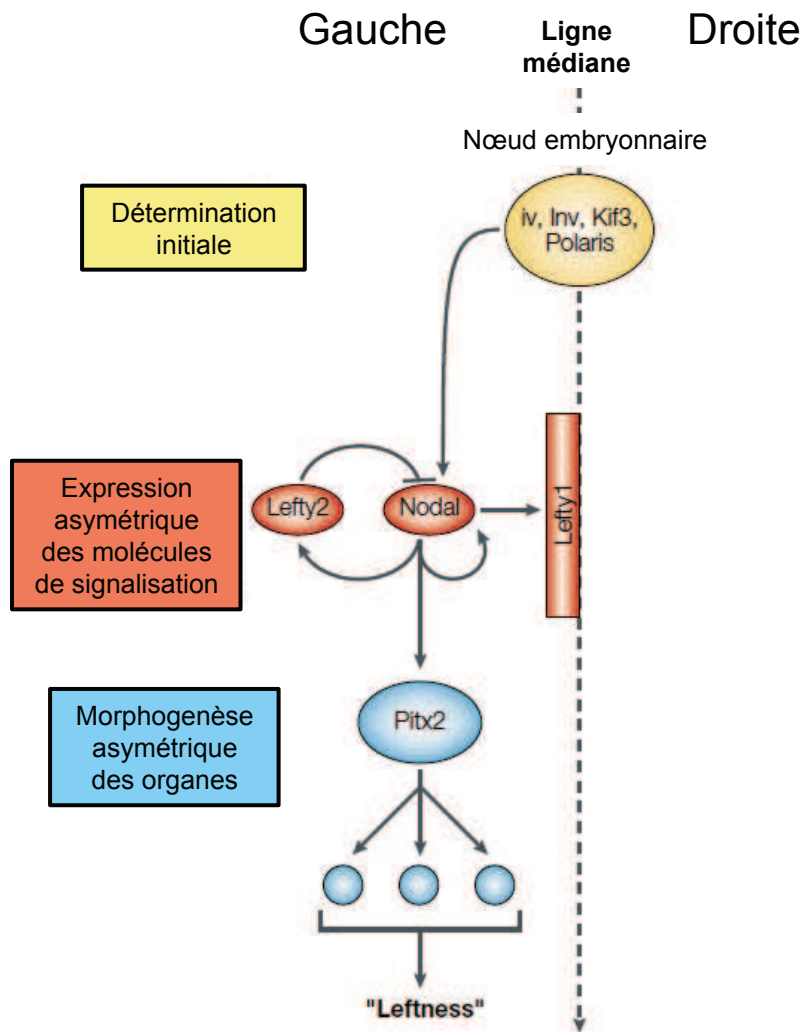 Gauche
Ligne
médiane
Droite
Nœud embryonnaire
Détermination
initiale
iv, Inv, Kif3,
Polaris
Expression
asymétrique
des molécules
de signalisation
Lefty2
Nodal
Lefty1
Morphogenèse
asymétrique
des organes
Pitx2
"Leftness"